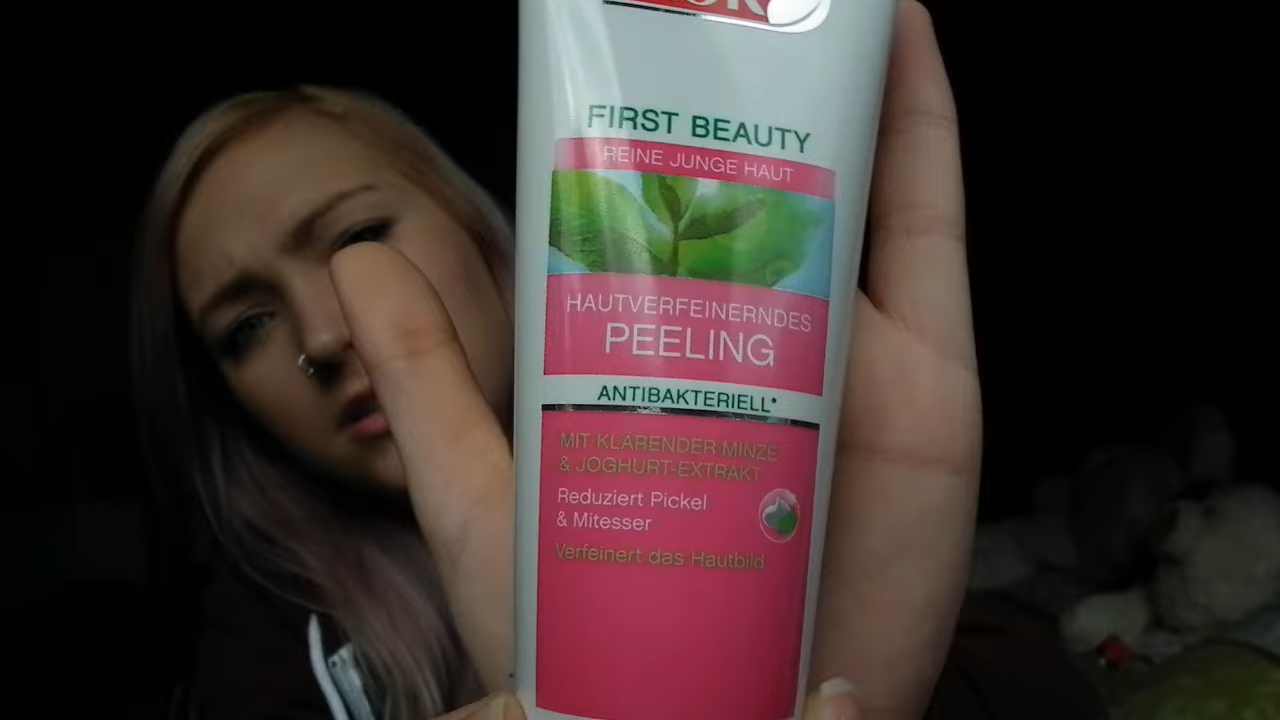 FIRST BEAUTY
REINE JUNGE HAUT
HAUTVERFEINERNDES
PEELING
ANTIBAKTERIELL*
MIT KLÄRENDER MINZE
& JOGHURT-EXTRAKT
Reduziert Pickel
& Mitesser
Verfeinert das Hautbild